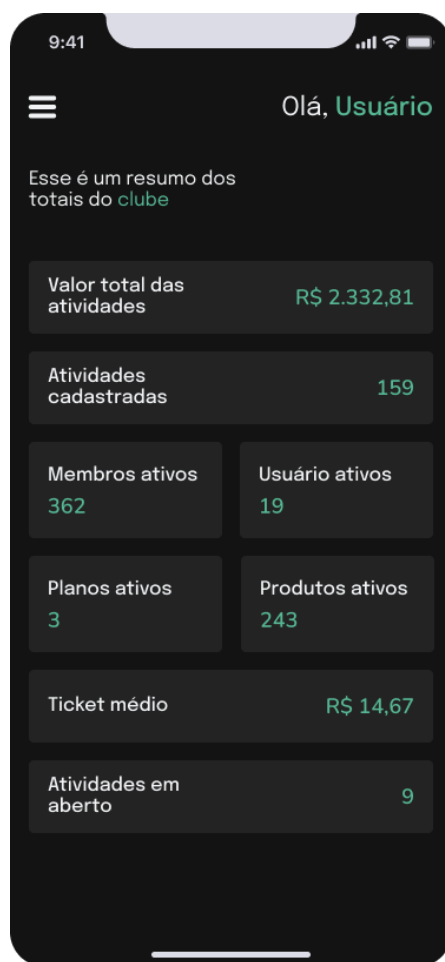 9:41
Olá, Usuário
Esse é um resumo dos
totais do clube
Valor total das
atividades
R$ 2.332,81
Atividades
cadastradas
159
Membros ativos
362
Usuário ativos
19
Planos ativos
3
Produtos ativos
243
Ticket médio
R$ 14,67
Atividades em
aberto
9